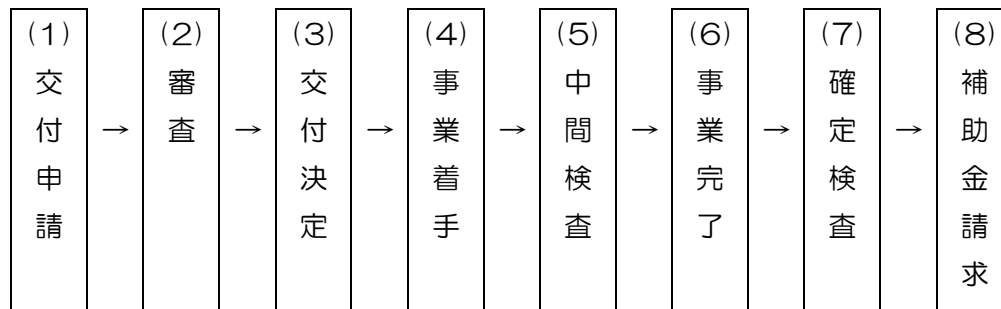 (1)交付申請
→
(2)審査
→
(3)交付決定
→
(4)事業着手
→
(5)中間検査
→
(6)事業完了
→
(7)確定検査
→
(8)補助金請求